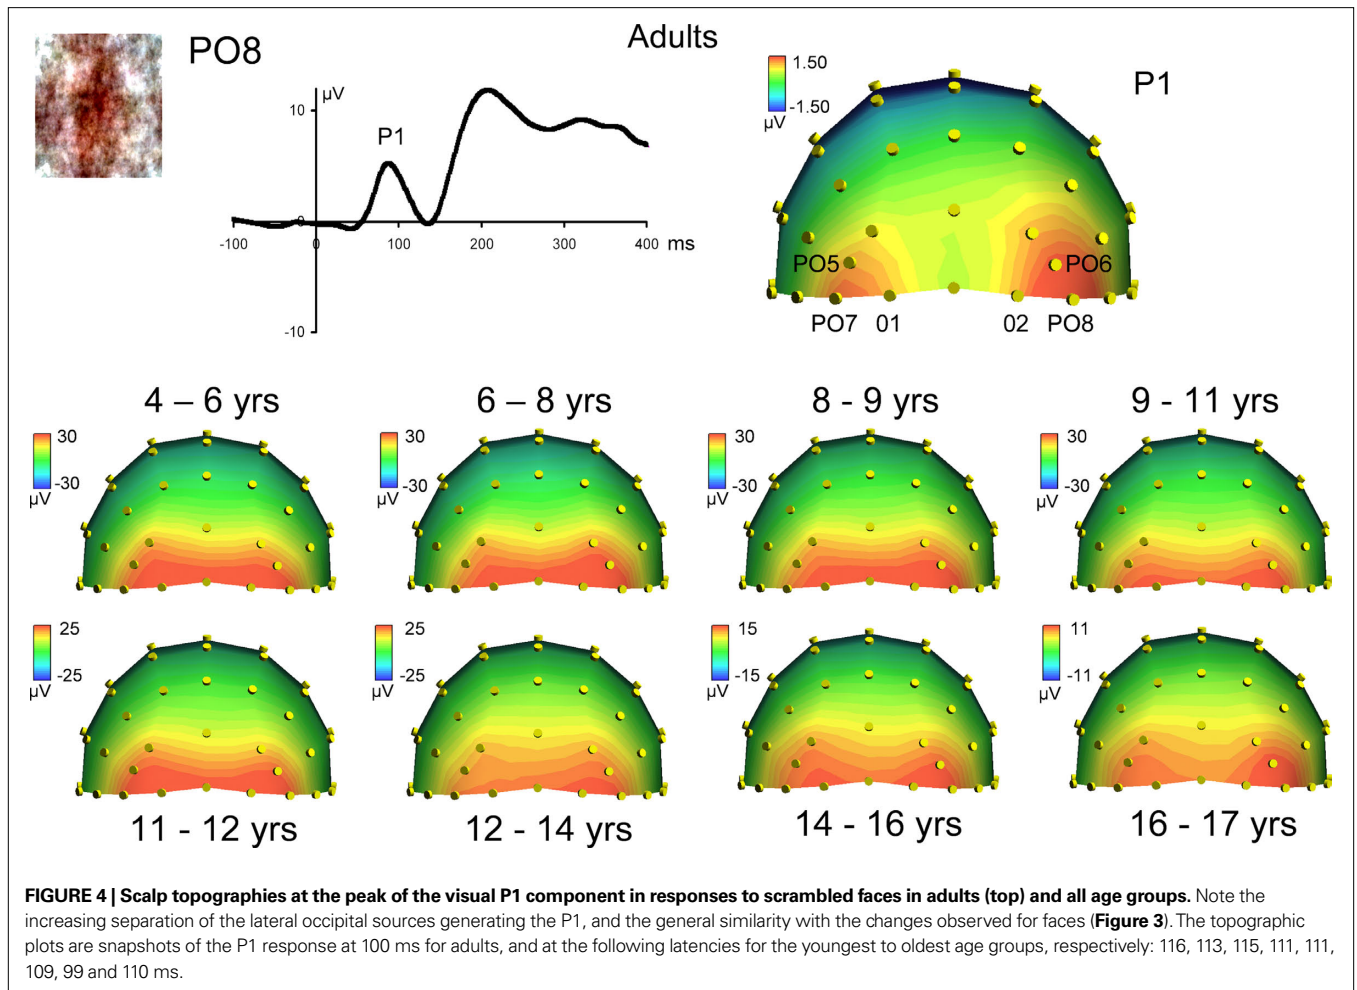 PO8
Adults
µV
10
P1
0
-10
-100
0
100
200
300
400
ms
1.50
-1.50
µV
P1
PO5
PO6
PO7
01
02
PO8
4 – 6 yrs
6 – 8 yrs
8 - 9 yrs
9 - 11 yrs
30
-30
µV
30
-30
µV
30
-30
µV
30
-30
µV
25
-25
µV
25
-25
µV
15
-15
µV
11
-11
µV
11 - 12 yrs
12 - 14 yrs
14 - 16 yrs
16 - 17 yrs
FIGURE 4 | Scalp topographies at the peak of the visual P1 component in responses to scrambled faces in adults (top) and all age groups. Note the
increasing separation of the lateral occipital sources generating the P1, and the general similarity with the changes observed for faces (Figure 3). The topographic
plots are snapshots of the P1 response at 100 ms for adults, and at the following latencies for the youngest to oldest age groups, respectively: 116, 113, 115, 111, 111,
109, 99 and 110 ms.